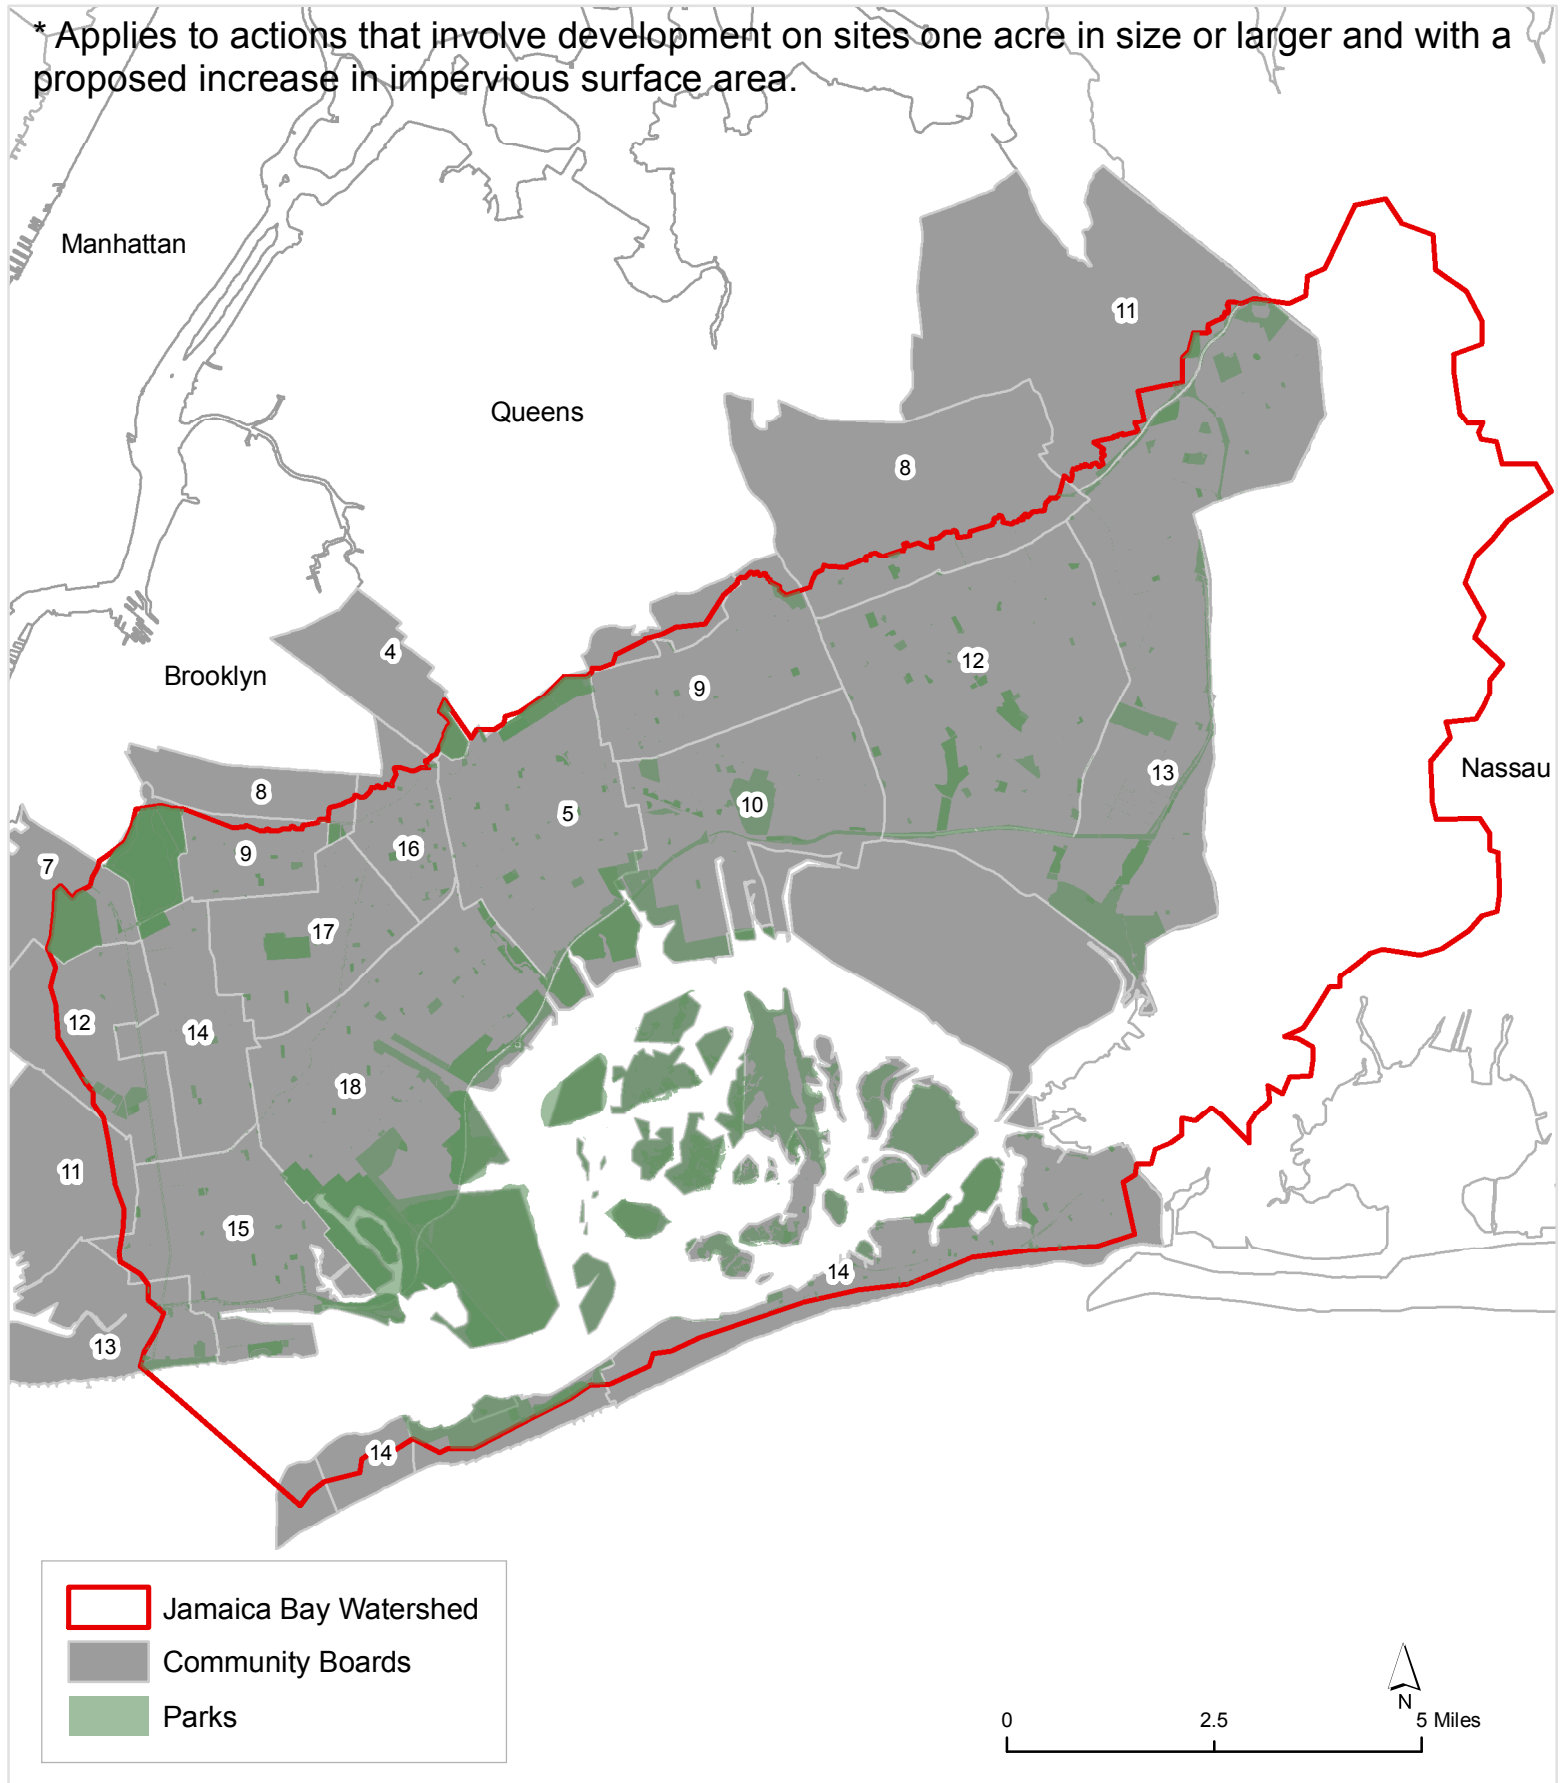 * Applies to actions that involve development on sites one acre in size or larger and with a
proposed increase in impervious surface area.
Manhattan
11
Queens
8
4
12
Brooklyn
9
13
Nassau
8
10
5
16
9
7
17
12
14
18
11
15
14
13
14
Jamaica Bay Watershed
Community Boards
Parks
N
0 2.5 5 Miles